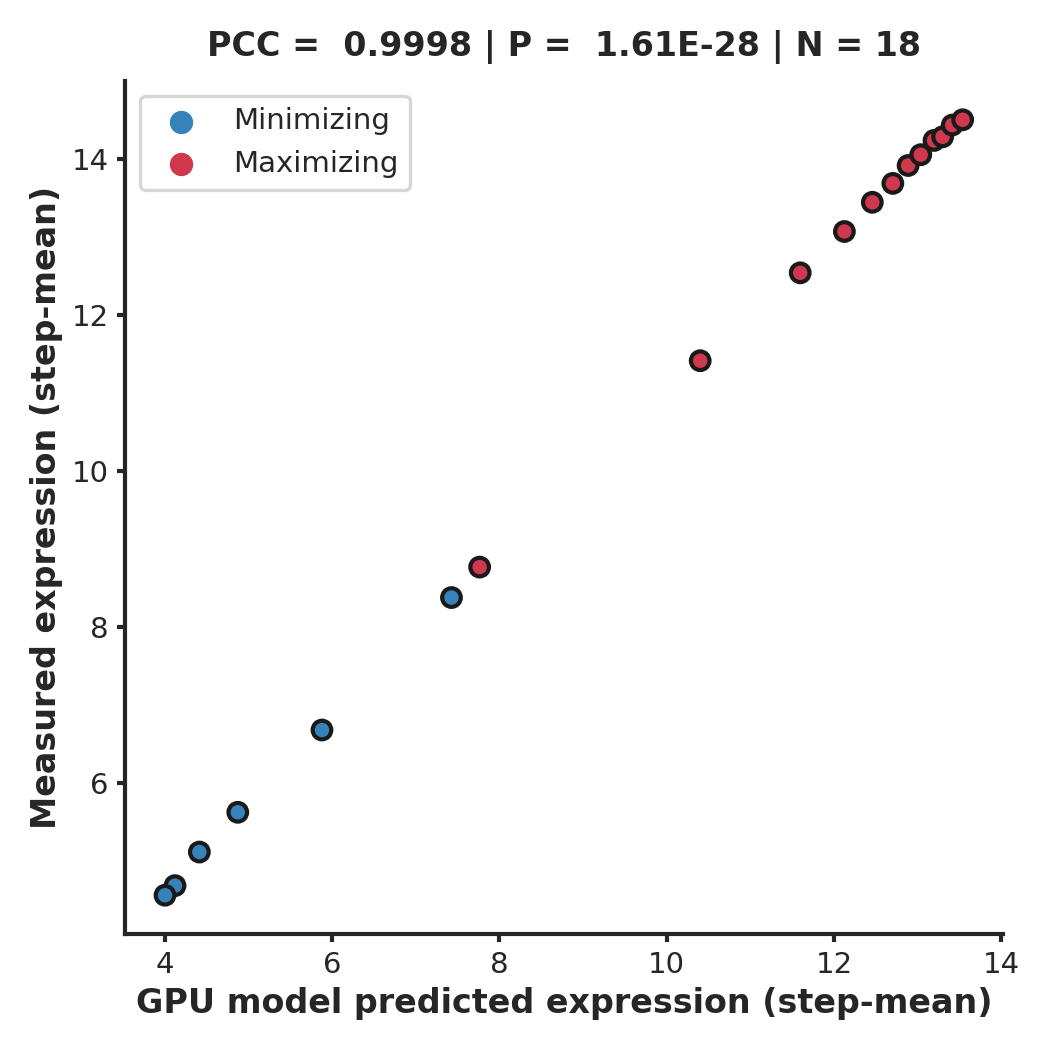 PCC =  0.9998 | P =  1.61E-28 | N = 18
Minimizing
Maximizing
Measured expression (step-mean)
14
12
10
8
6
4 6 8 10 12 14
GPU model predicted expression (step-mean)